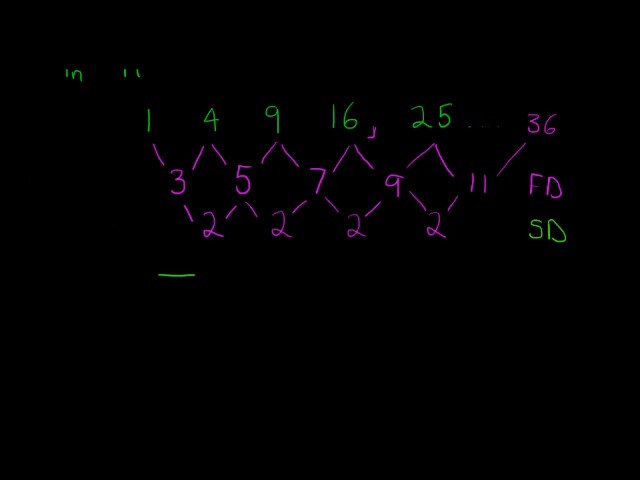 "n "
1 4 9 16, 25 .... 36
3 5 7 9 11 FD
2 2 2 2 SD